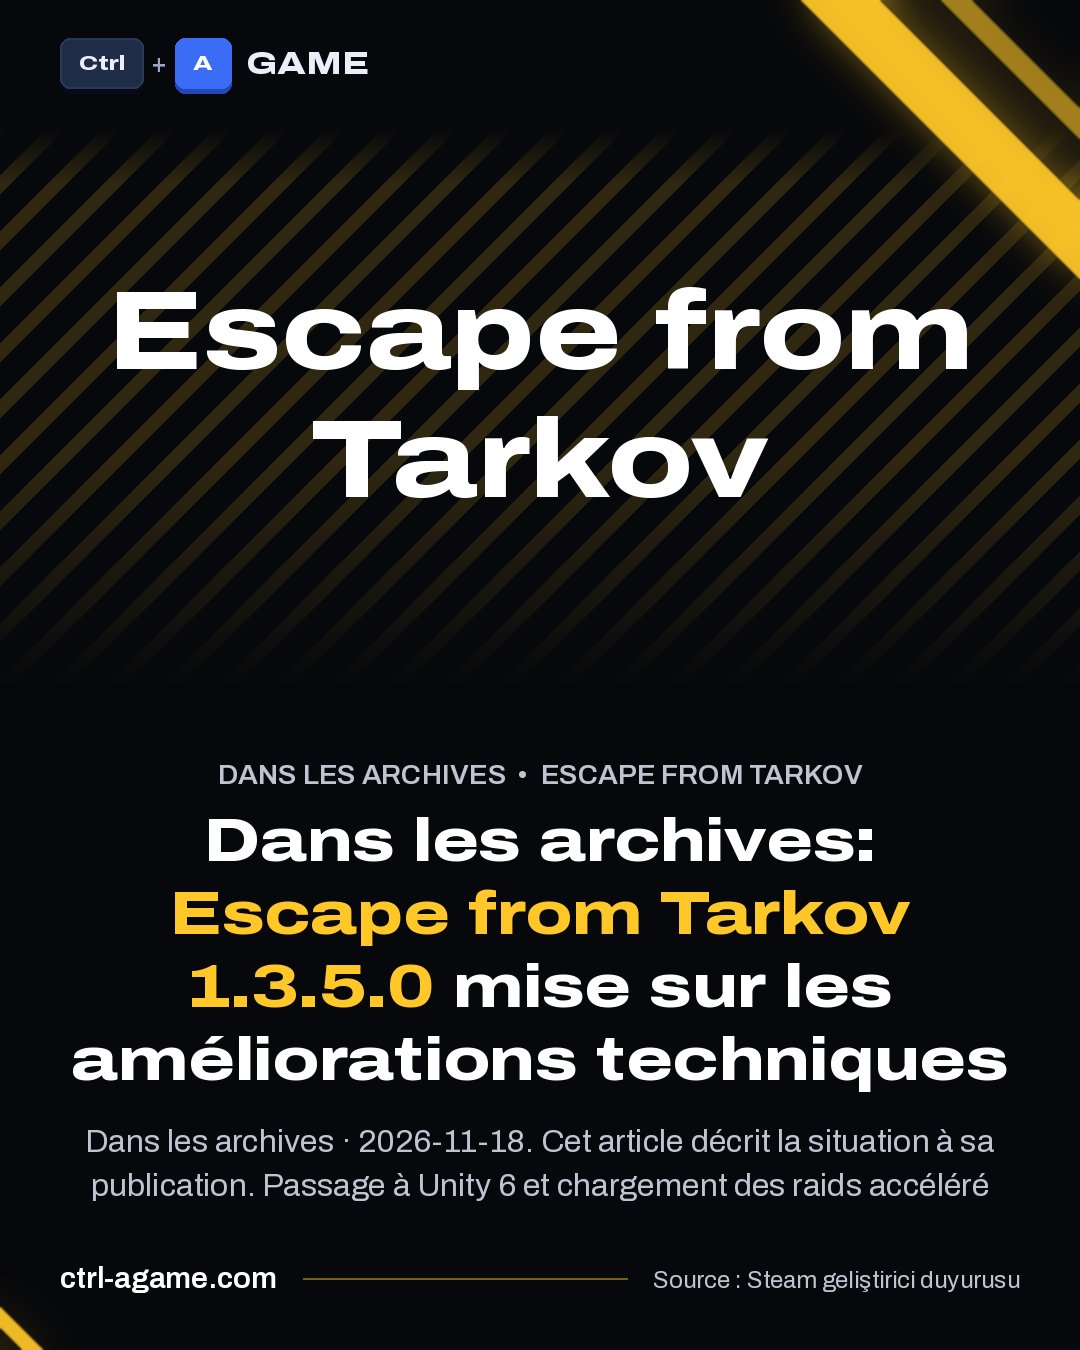 Ctrl + A GAME
Escape from
Tarkov
DANS LES ARCHIVES • ESCAPE FROM TARKOV
Dans les archives:
Escape from Tarkov
1.3.5.0 mise sur les
améliorations techniques
Dans les archives · 2026-11-18. Cet article décrit la situation à sa
publication. Passage à Unity 6 et chargement des raids accéléré
ctrl-agame.com
Source : Steam geliştirici duyurusu